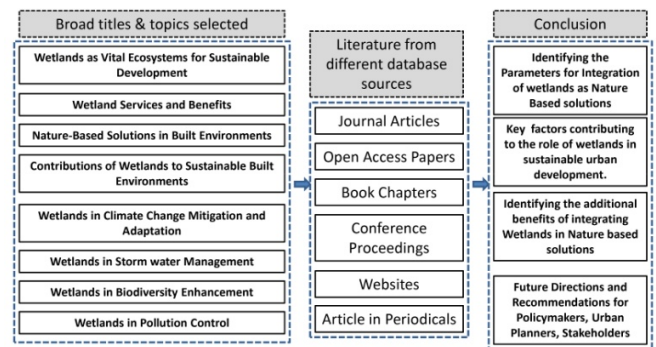 Broad titles & topics selected
Wetlands as Vital Ecosystems for Sustainable
Development
Wetland Services and Benefits
Nature-Based Solutions in Built Environments
Contributions of Wetlands to Sustainable Built
Environments
Wetlands in Climate Change Mitigation and
Adaptation
Wetlands in Storm water Management
Wetlands in Biodiversity Enhancement
Wetlands in Pollution Control
Literature from
different database
sources
Journal Articles
Open Access Papers
Book Chapters
Conference
Proceedings
Websites
Article in Periodicals
Conclusion
Identifying the
Parameters for Integration
of wetlands as Nature
Based solutions
Key factors contributing
to the role of wetlands in
sustainable urban
development.
Identifying the additional
benefits of integrating
Wetlands in Nature based
solutions
Future Directions and
Recommendations for
Policymakers, Urban
Planners, Stakeholders